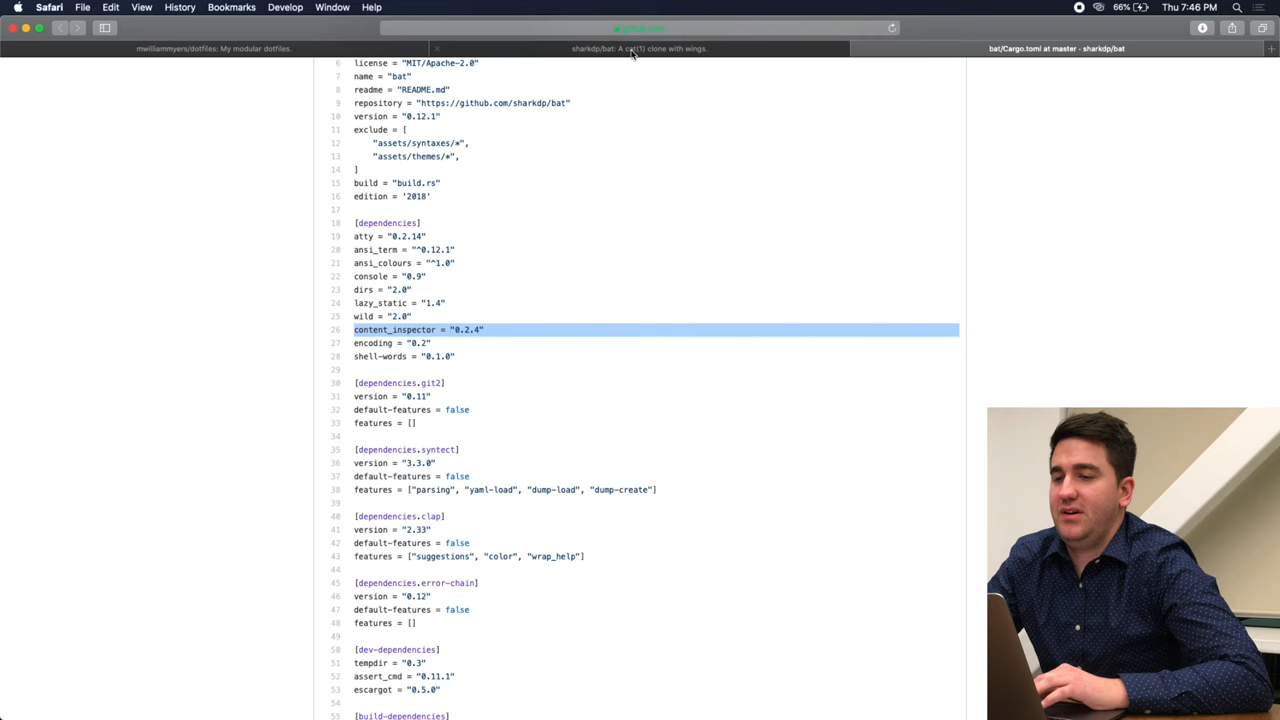 Safari File Edit View History Bookmarks Develop Window Help 66% Thu 7:46 PM
github.com
mwilliammyers/dotfiles: My modular dotfiles. sharkdp/bat: A cat(1) clone with wings. bat/Cargo.toml at master · sharkdp/bat
6 license = "MIT/Apache-2.0"
7 name = "bat"
8 readme = "README.md"
9 repository = "https://github.com/sharkdp/bat"
10 version = "0.12.1"
11 exclude = [
12 "assets/syntaxes/*",
13 "assets/themes/*",
14 ]
15 build = "build.rs"
16 edition = '2018'
17
18 [dependencies]
19 atty = "0.2.14"
20 ansi_term = "^0.12.1"
21 ansi_colours = "^1.0"
22 console = "0.9"
23 dirs = "2.0"
24 lazy_static = "1.4"
25 wild = "2.0"
26 content_inspector = "0.2.4"
27 encoding = "0.2"
28 shell-words = "0.1.0"
29
30 [dependencies.git2]
31 version = "0.11"
32 default-features = false
33 features = []
34
35 [dependencies.syntect]
36 version = "3.3.0"
37 default-features = false
38 features = ["parsing", "yaml-load", "dump-load", "dump-create"]
39
40 [dependencies.clap]
41 version = "2.33"
42 default-features = false
43 features = ["suggestions", "color", "wrap_help"]
44
45 [dependencies.error-chain]
46 version = "0.12"
47 default-features = false
48 features = []
49
50 [dev-dependencies]
51 tempdir = "0.3"
52 assert_cmd = "0.11.1"
53 escargot = "0.5.0"
54
55 [build-dependencies]